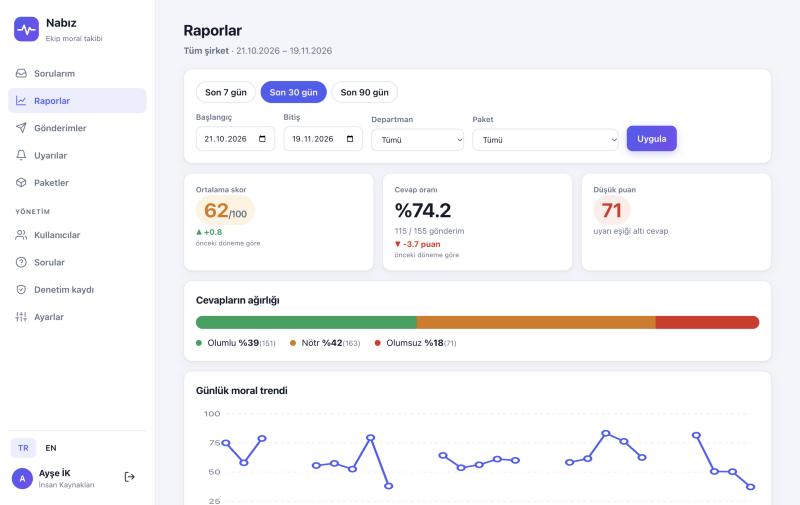 Nabız
Ekip moral takibi
Sorularım
Raporlar
Gönderimler
Uyarılar
Paketler
YÖNETİM
Kullanıcılar
Sorular
Denetim kaydı
Ayarlar
TR EN
A
Ayşe İK
İnsan Kaynakları
Raporlar
Tüm şirket · 21.10.2026 – 19.11.2026
Son 7 gün Son 30 gün Son 90 gün
Başlangıç Bitiş Departman Paket
21.10.2026 19.11.2026 Tümü Tümü Uygula
Ortalama skor
62/100
▲ +0.8
önceki döneme göre
Cevap oranı
%74.2
115 / 155 gönderim
▼ -3.7 puan
önceki döneme göre
Düşük puan
71
uyarı eşiği altı cevap
Cevapların ağırlığı
Olumlu %39(151) Nötr %42(163) Olumsuz %18(71)
Günlük moral trendi
100
75
50
25